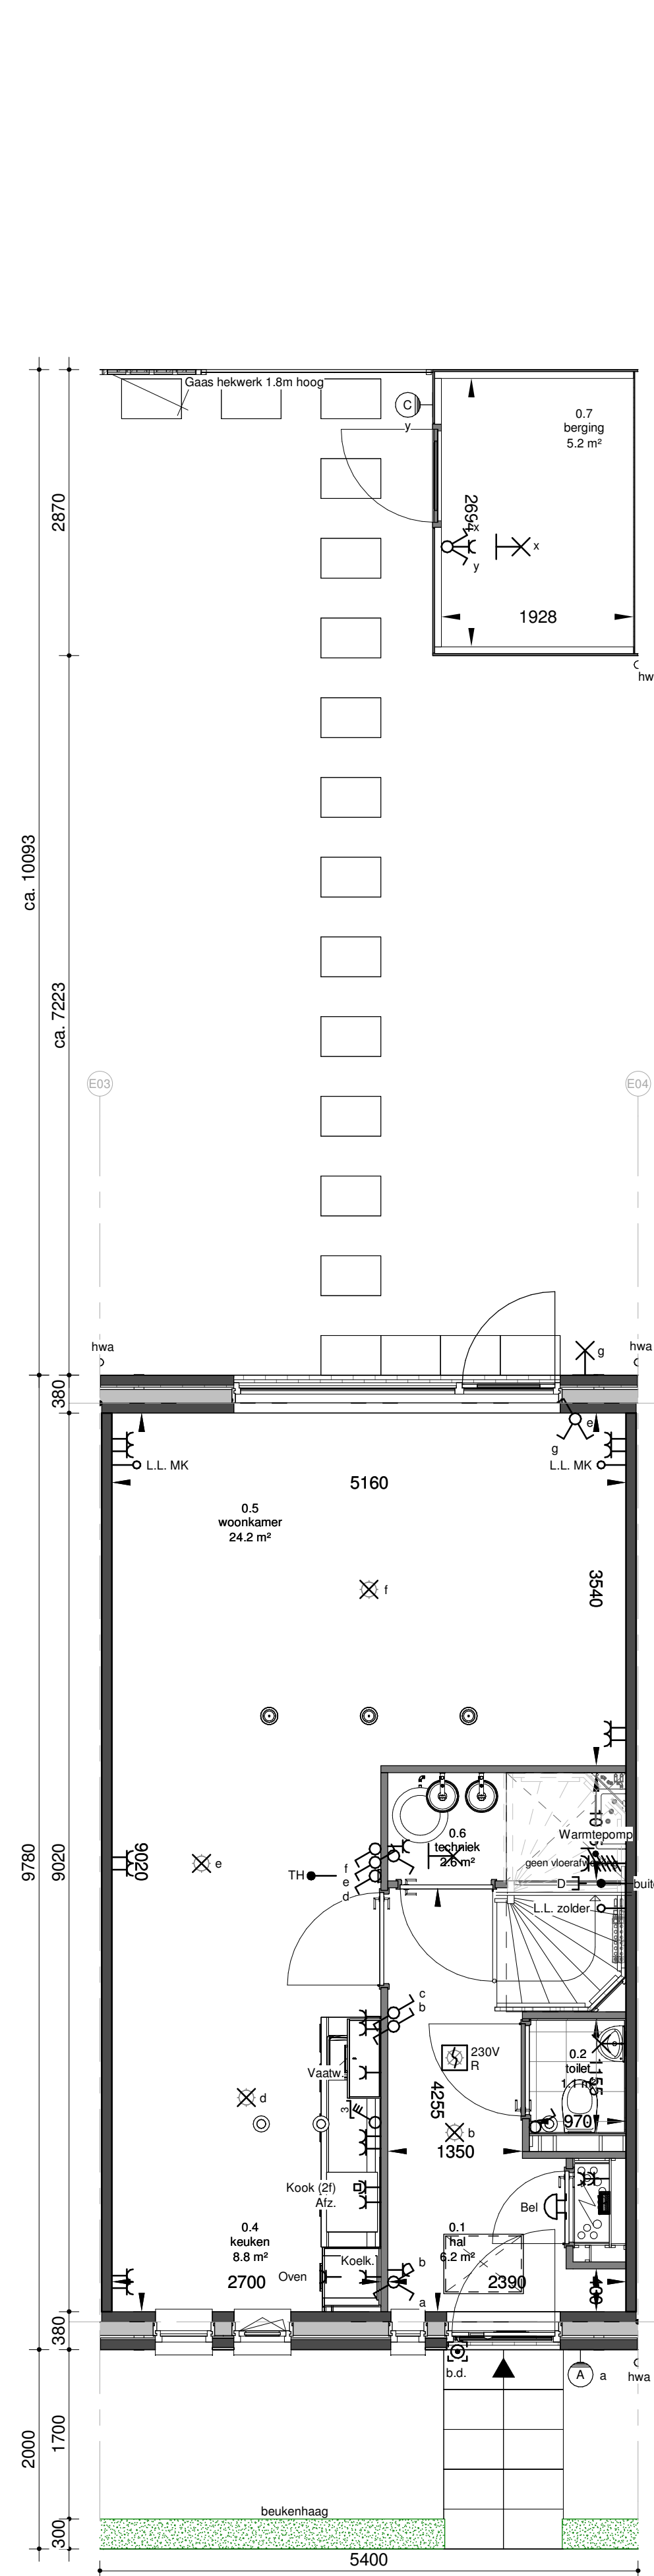 Gaas hekwerk 1.8m hoog
C
y
0.7
berging
5.2 m²
2870
2694
x
y
x
1928
hw
ca. 10093
ca. 7223
E03
E04
hwa
g
hwa
380
e
g
L.L. MK
L.L. MK
5160
0.5
woonkamer
24.2 m²
f
3540
9780
9020
9020
e
TH
f
e
d
0.6
techniek
2.6 m²
Warmtepomp
D
L.L. zolder
c
b
230V
R
0.2
toilet
Vaatw.
d
3
4255
b
970
1350
Kook (2f)
Afz.
Bel
0.4
keuken
8.8 m²
0.1
hal
6.2 m²
Koelk.
Oven
b
a
2700
2390
380
b.d.
A
a
hwa
2000
1700
300
beukenhaag
5400